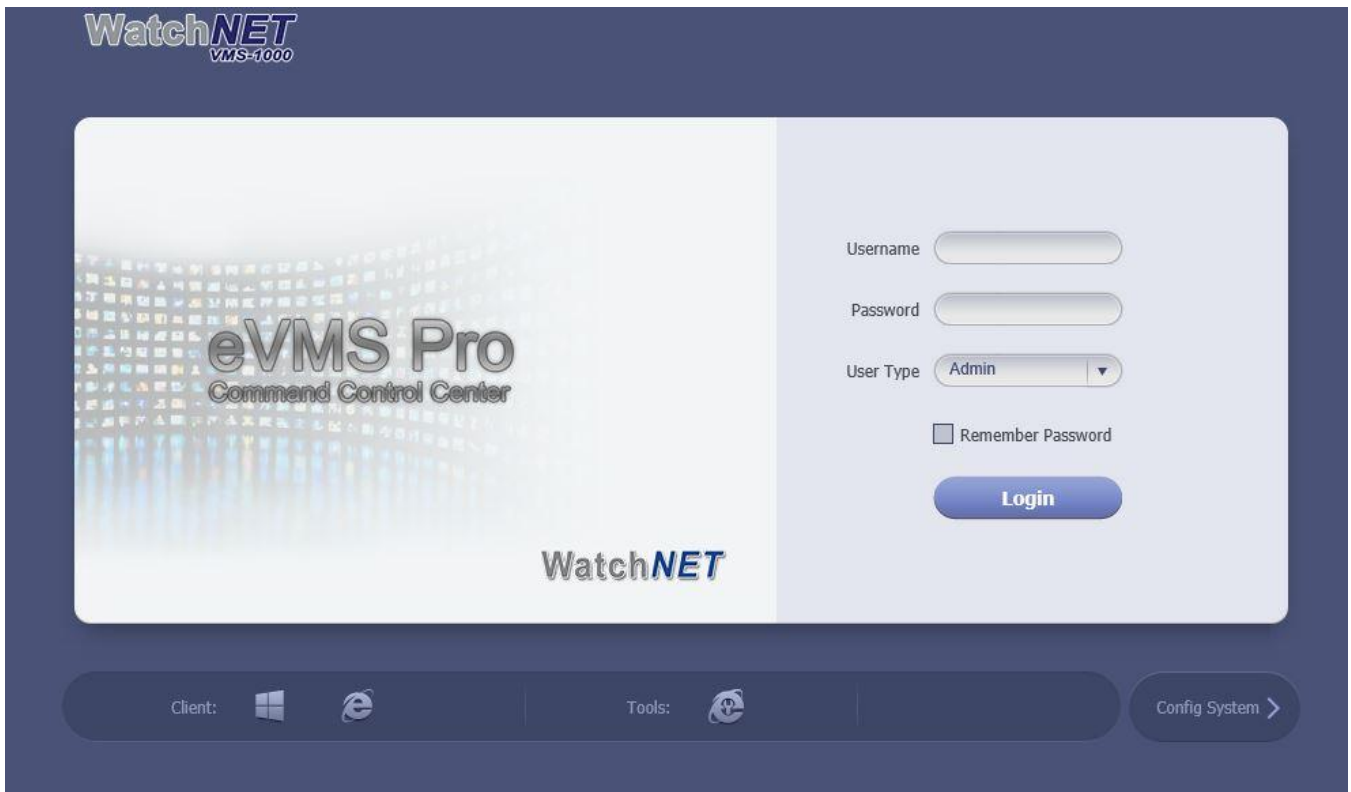 WatchNET
VMS-1000
eVMS Pro
Command Control Center
WatchNET
Username
Password
User Type Admin
Remember Password
Login
Client:
Tools:
Config System